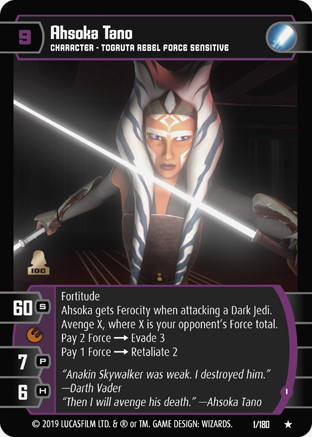 9
Ahsoka Tano
CHARACTER - TOGRUTA REBEL FORCE SENSITIVE
IDC
60 S
7 P
6 H
Fortitude
Ahsoka gets Ferocity when attacking a Dark Jedi.
Avenge X, where X is your opponent's Force total.
Pay 2 Force → Evade 3
Pay 1 Force → Retaliate 2
"Anakin Skywalker was weak. I destroyed him."
—Darth Vader
"Then I will avenge his death." —Ahsoka Tano
1
© 2019 LUCASFILM LTD. & ® or TM. GAME DESIGN: WIZARDS.
1/180 ★